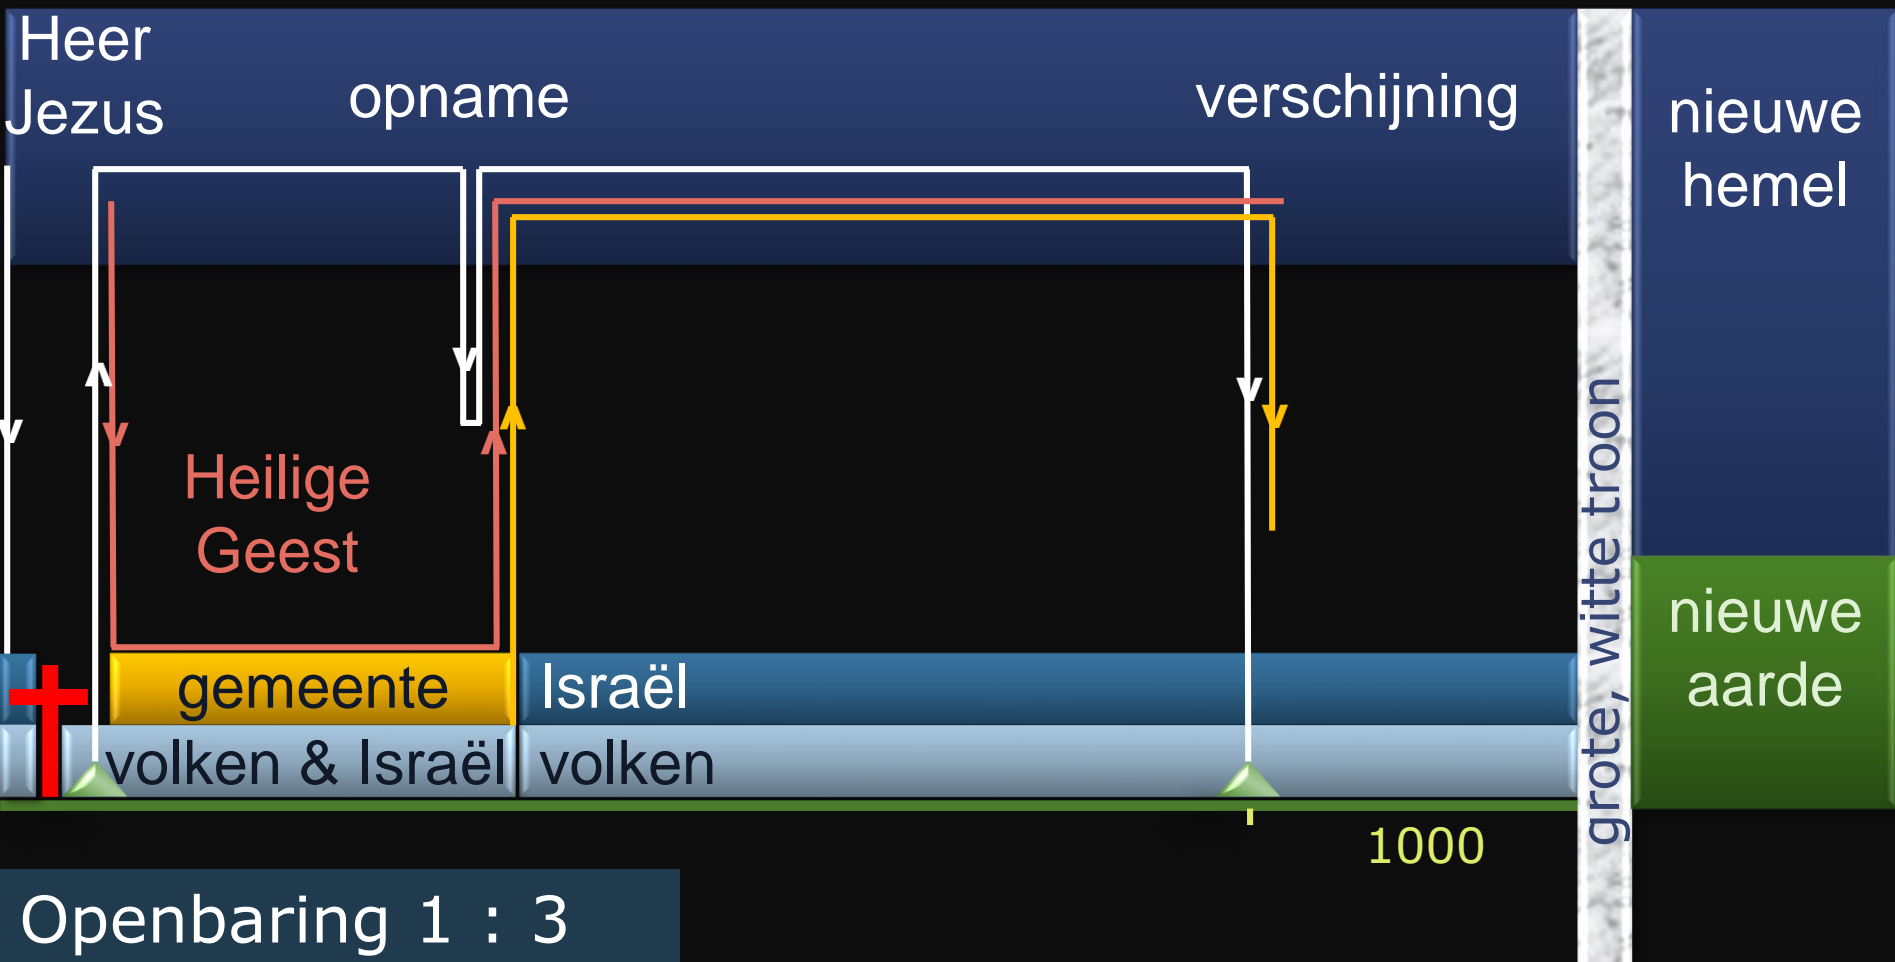 Heer
Jezus
opname
verschijning
nieuwe
hemel
Heilige
Geest
grote, witte troon
nieuwe
aarde
gemeente
Israël
volken & Israël
volken
1000
Openbaring 1 : 3